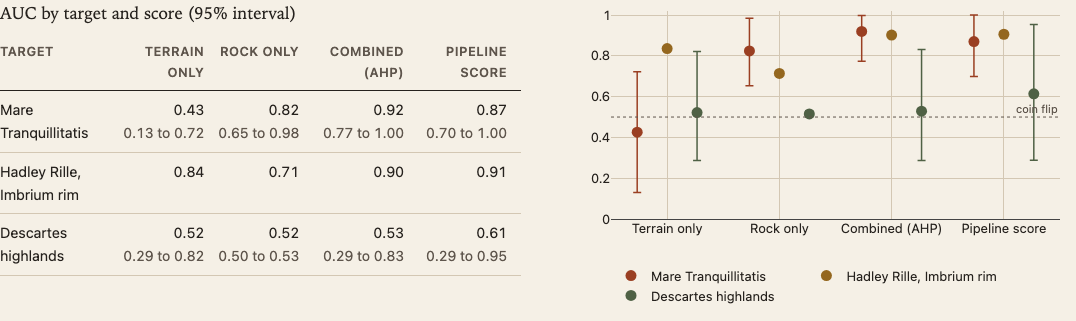 AUC by target and score (95% interval)
TARGET TERRAIN ONLY ROCK ONLY COMBINED (AHP) PIPELINE SCORE
Mare Tranquillitatis 0.43 0.82 0.92 0.87
0.13 to 0.72 0.65 to 0.98 0.77 to 1.00 0.70 to 1.00
Hadley Rille, Imbrium rim 0.84 0.71 0.90 0.91
Descartes highlands 0.52 0.52 0.53 0.61
0.29 to 0.82 0.50 to 0.53 0.29 to 0.83 0.29 to 0.95
1
0.8
0.6
0.4
0.2
0
coin flip
Terrain only Rock only Combined (AHP) Pipeline score
Mare Tranquillitatis Hadley Rille, Imbrium rim
Descartes highlands